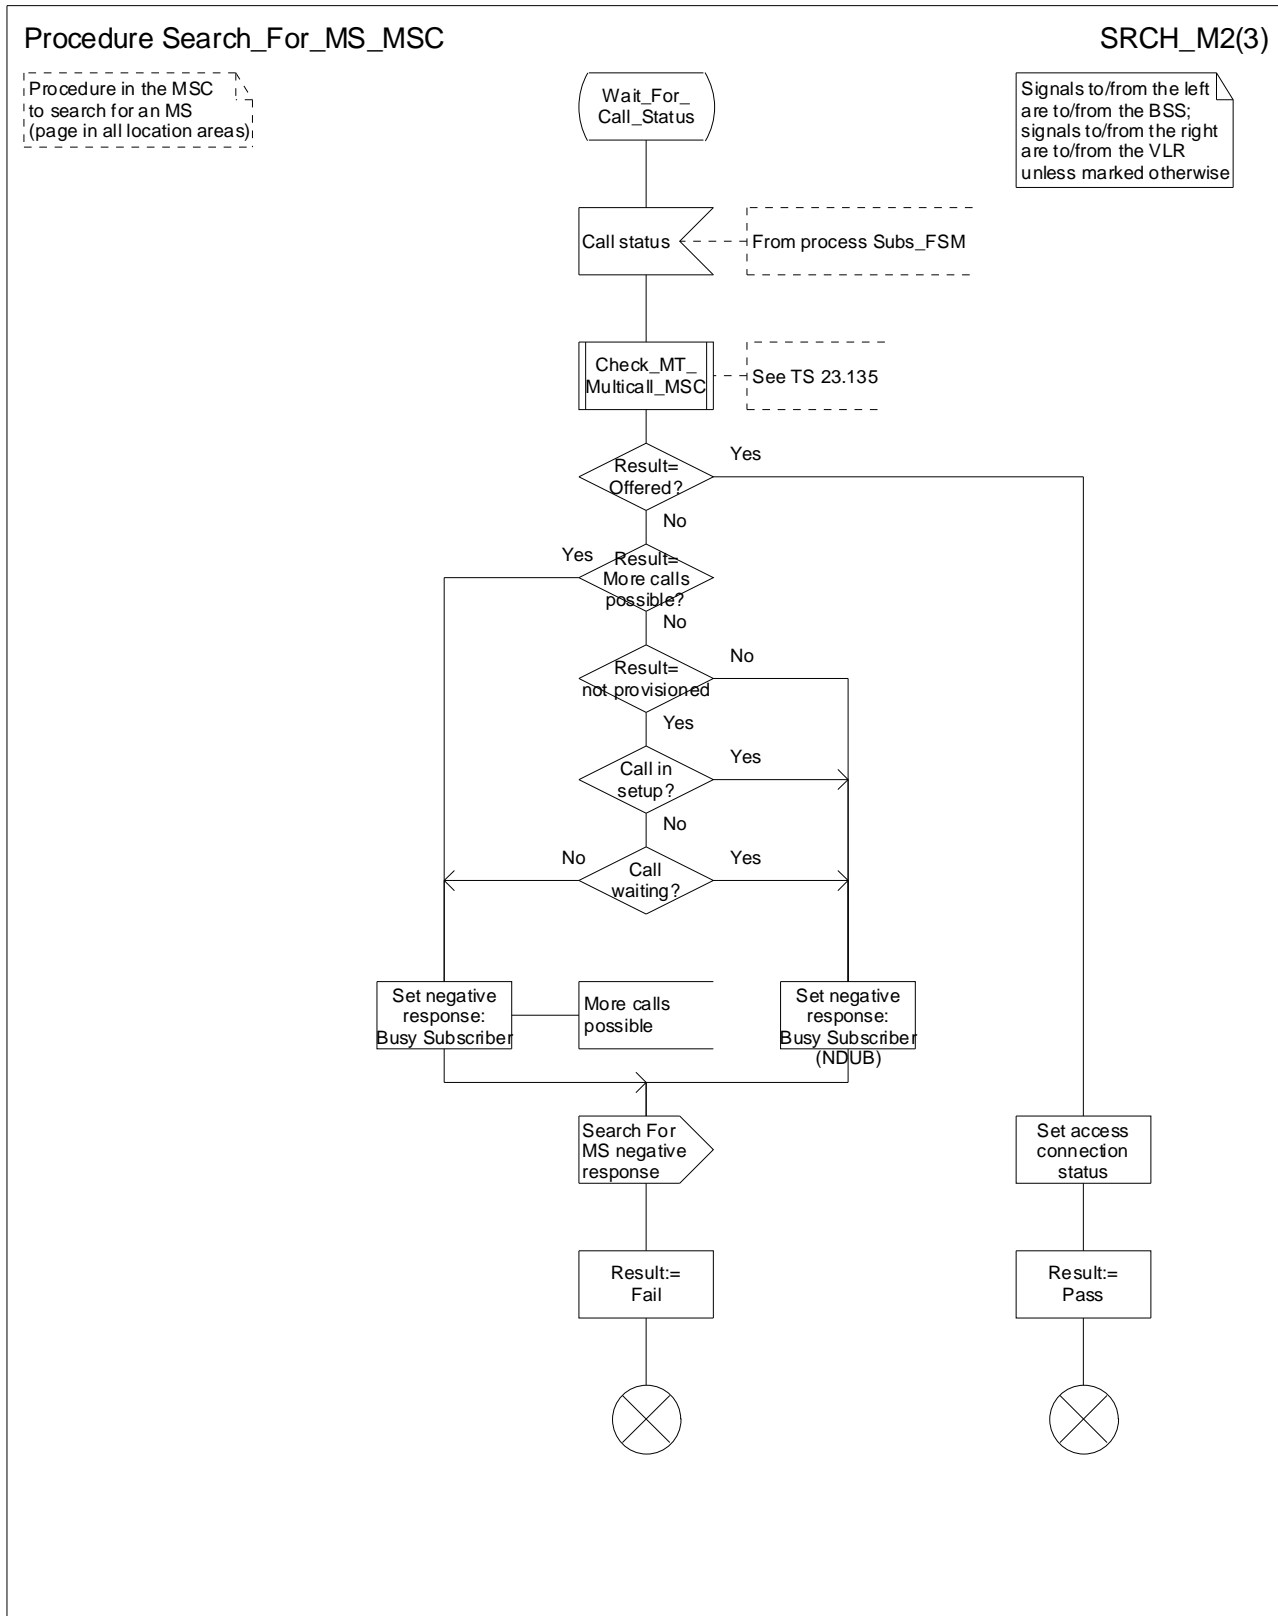 Procedure Search_For_MS_MSC
SRCH_M2(3)
Procedure in the MSC
to search for an MS
(page in all location areas)
Signals to/from the left
are to/from the BSS;
signals to/from the right
are to/from the VLR
unless marked otherwise
Wait_For_
Call_Status
Call status
From process Subs_FSM
Check_MT_
Multicall_MSC
See TS 23.135
Result=
Offered?
Yes
No
Result=
More calls
possible?
Yes
No
Result=
not provisioned
No
Yes
Call in
setup?
Yes
No
Call
waiting?
No
Yes
Set negative
response:
Busy Subscriber
More calls
possible
Set negative
response:
Busy Subscriber
(NDUB)
Search For
MS negative
response
Set access
connection
status
Result:=
Fail
Result:=
Pass